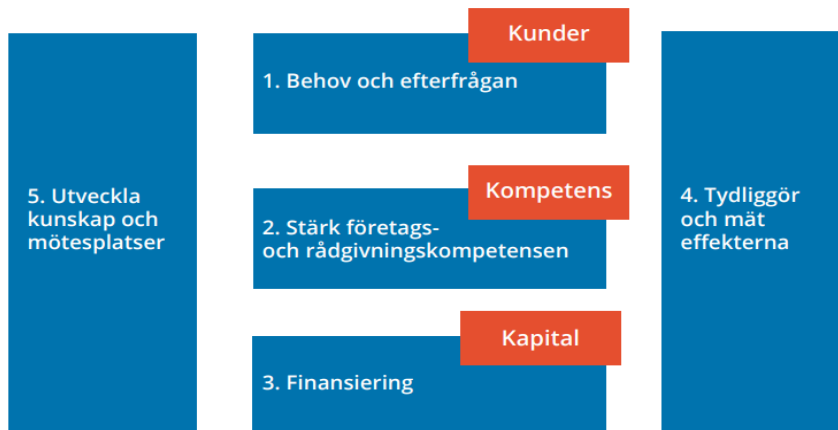 Kunder
1. Behov och efterfrågan
Kompetens
5. Utveckla
kunskap och
mötesplatser
2. Stärk företags-
och rådgivningskompetensen
4. Tydliggör
och mät
effekterna
Kapital
3. Finansiering